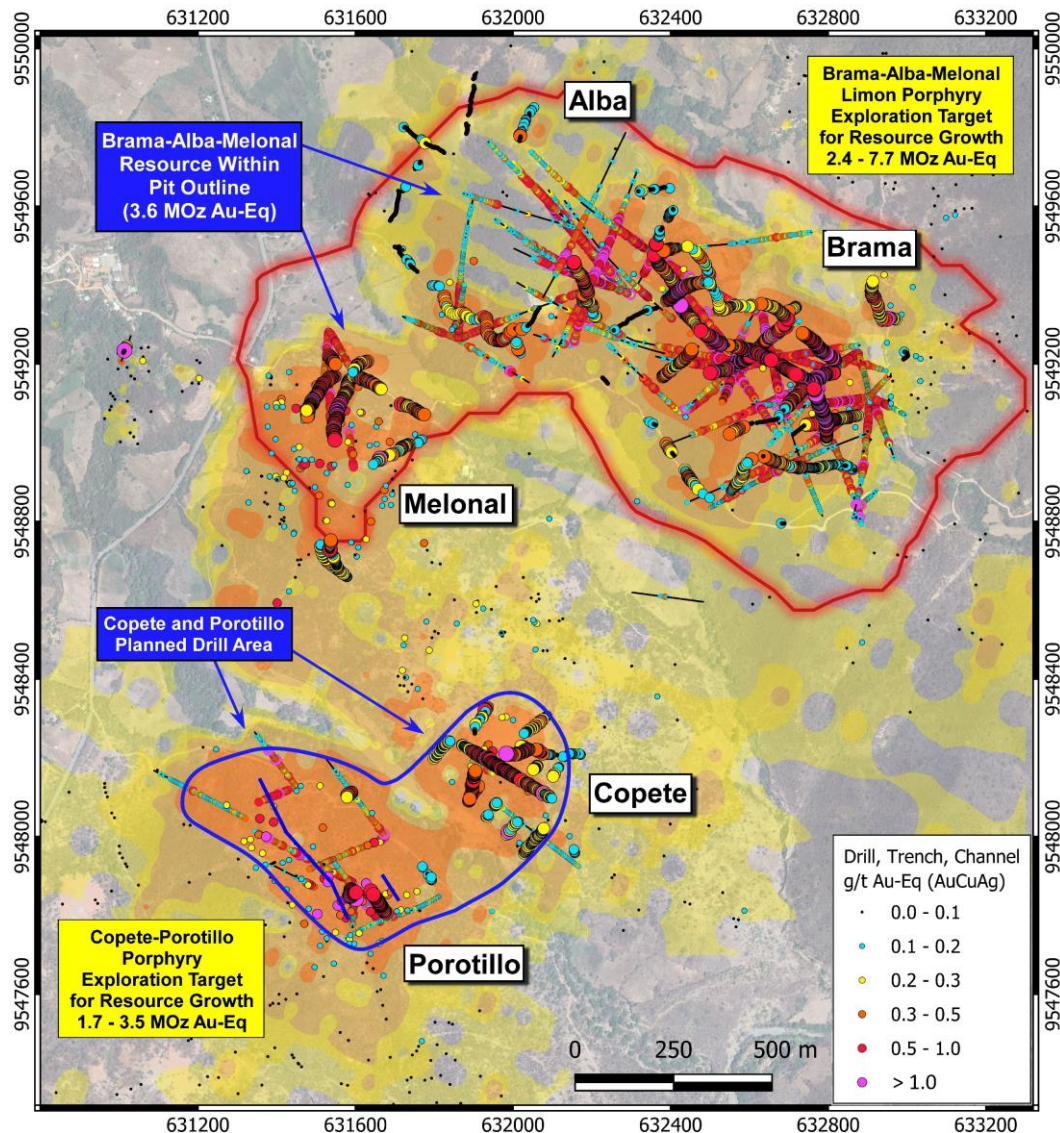 631200
631600
632000
632400
632800
633200
9550000
9550000
Alba
Brama-Alba-Melonal
Limon Porphyry
Exploration Target
for Resource Growth
2.4 - 7.7 MOz Au-Eq
Brama-Alba-Melonal
Resource Within
Pit Outline
(3.6 MOz Au-Eq)
9549600
9549600
Brama
9549200
9549200
Melonal
9548800
9548800
Copete and Porotillo
Planned Drill Area
9548400
9548400
Copete
9548000
9548000
Drill, Trench, Channel
g/t Au-Eq (AuCuAg)
0.0 - 0.1
0.1 - 0.2
0.2 - 0.3
0.3 - 0.5
0.5 - 1.0
> 1.0
Copete-Porotillo
Porphyry
Exploration Target
for Resource Growth
1.7 - 3.5 MOz Au-Eq
Porotillo
9547600
9547600
0
250
500 m
631200
631600
632000
632400
632800
633200